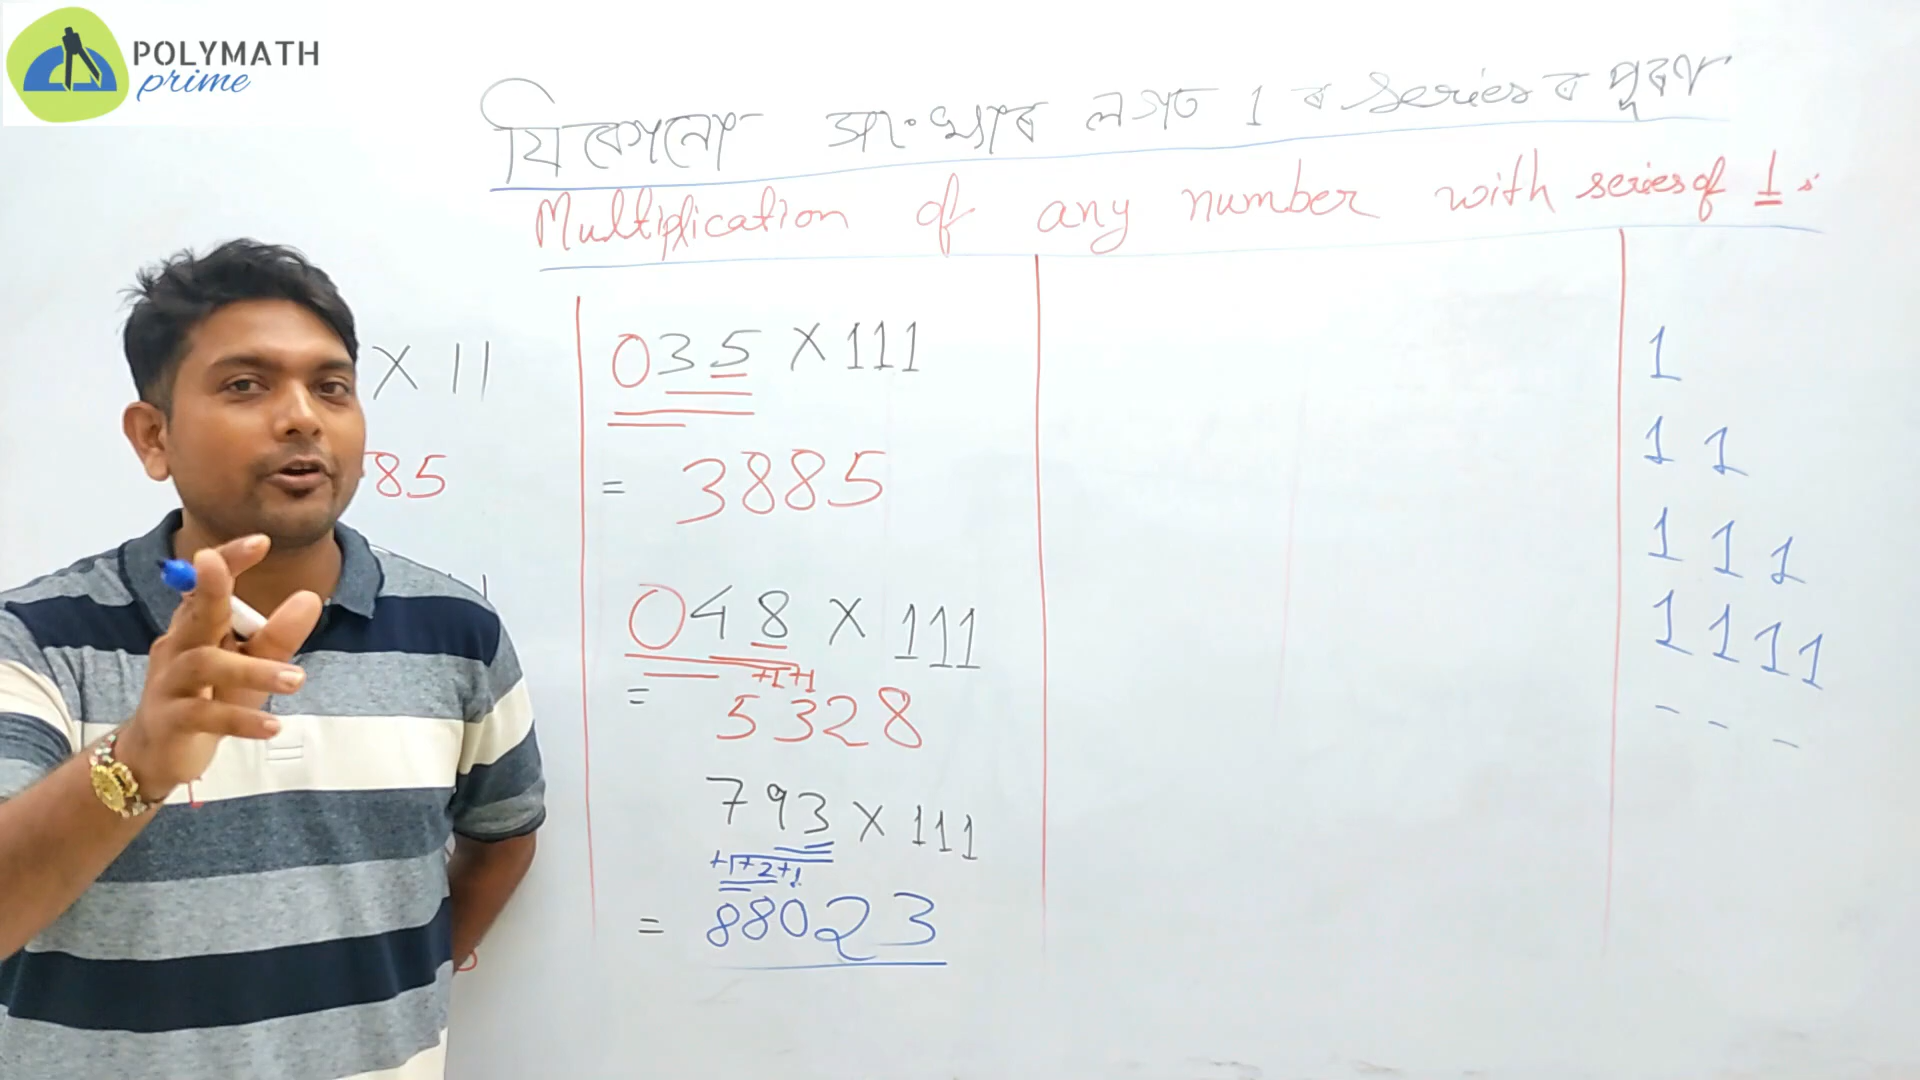 POLYMATH
prime
যিকোনো সংখ্যাৰ লগত 1 ৰ series ৰ পূৰণ
Multiplication of any number with series of 1s
X 11
85
035 X 111
= 3885
048 X 111
+1+1
= 5328
793 X 111
+1+2+1
= 88023
1
1 1
1 1 1
1 1 1 1
- - -